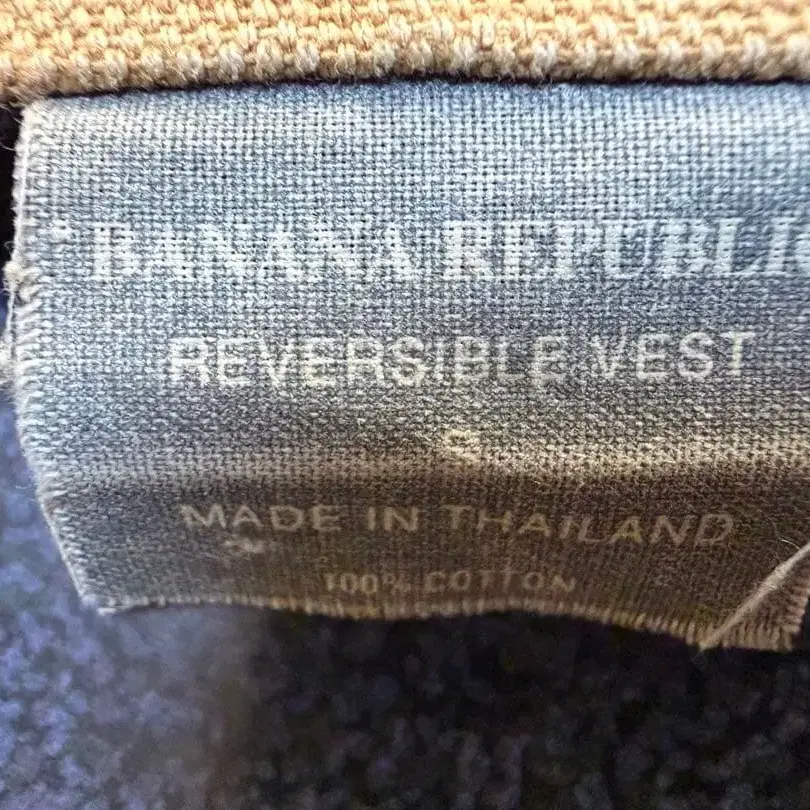 BANANA REPUBLIC
REVERSIBLE VEST
MADE IN THAILAND
100% COTTON